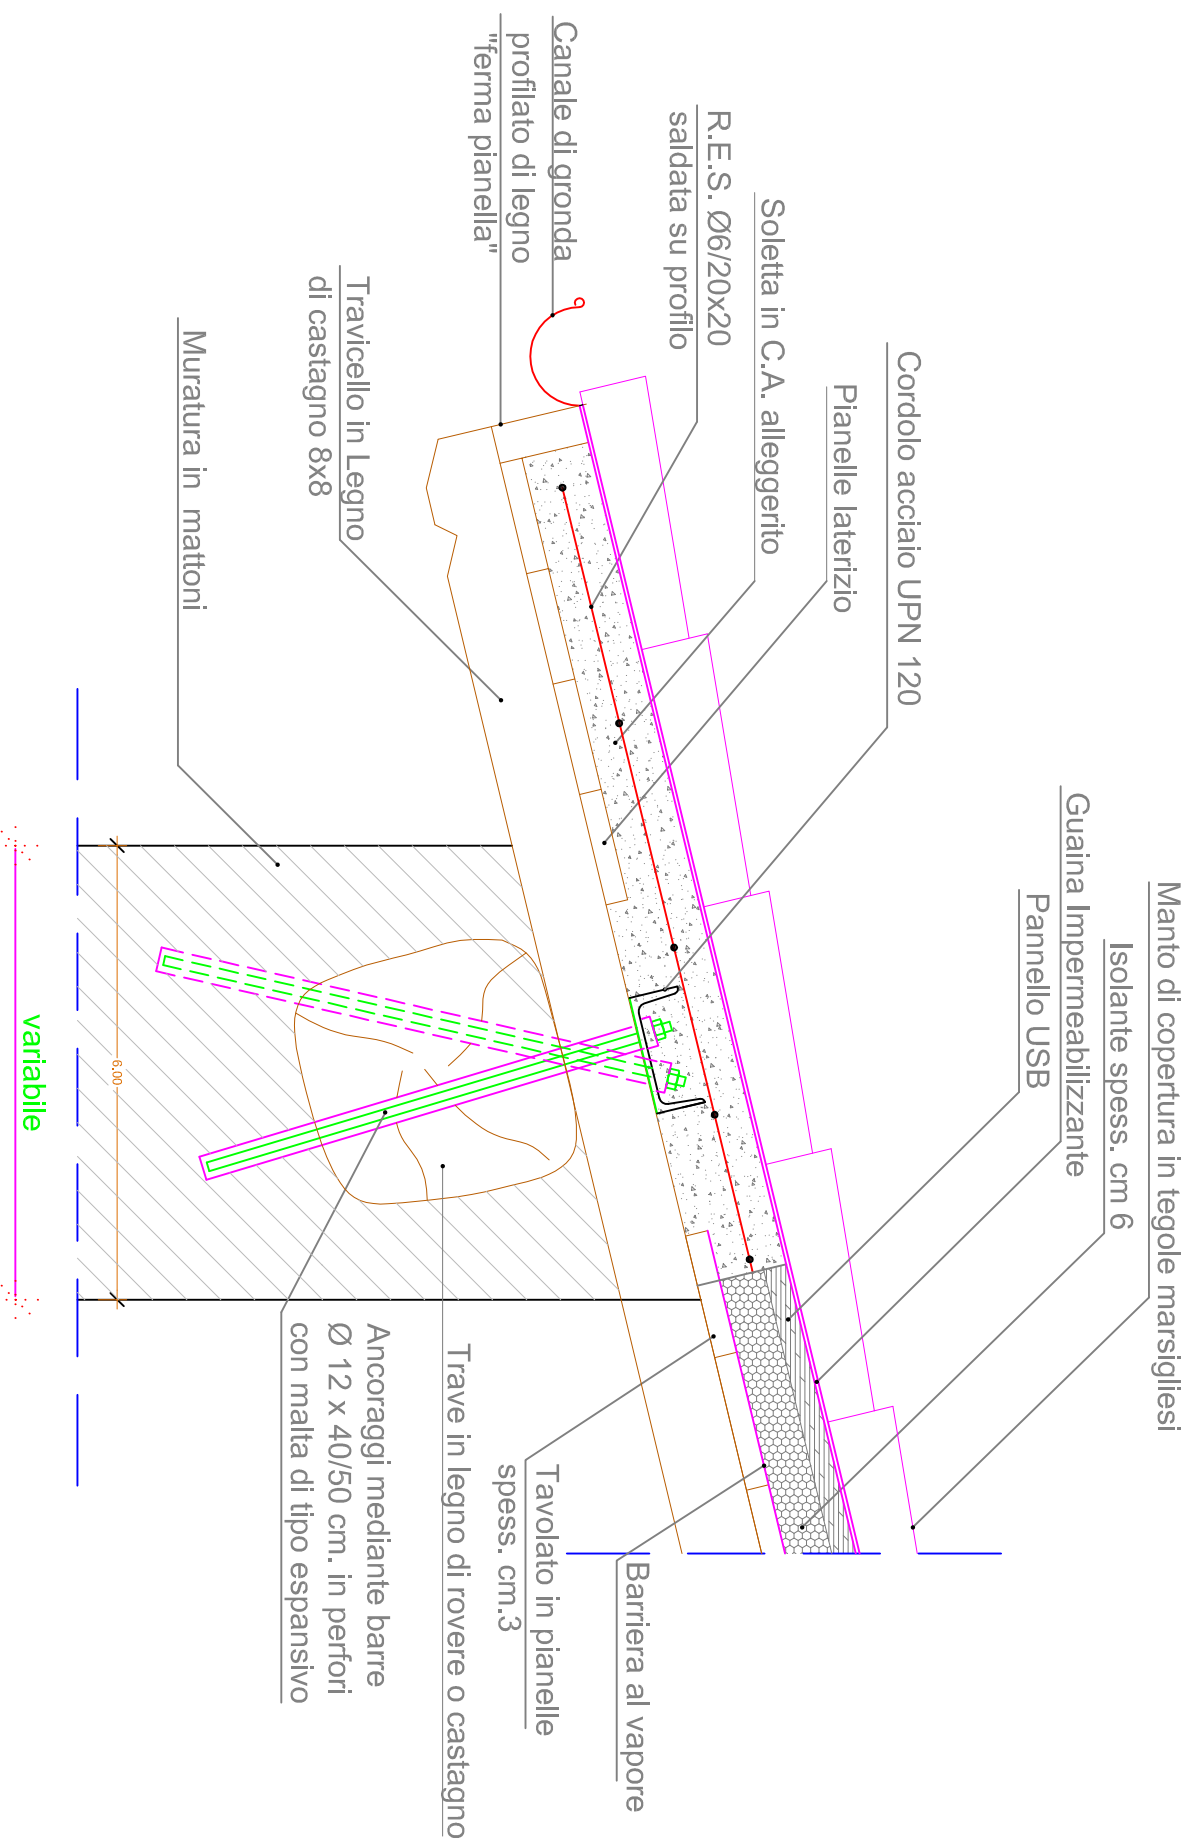 Manto di copertura in tegole marsigliesi
Isolante spess. cm 6
Guaina Impermeabilizzante
Pannello USB
Cordolo acciaio UPN 120
Pianelle laterizio
Soletta in C.A. alleggerito
R.E.S. Ø6/20x20
saldata su profilo
Canale di gronda
profilato di legno
"ferma pianella"
Travicello in Legno
di castagno 8x8
Muratura in mattoni
Barriera al vapore
Tavolato in pianelle
spess. cm.3
Trave in legno di rovere o castagno
Ancoraggi mediante barre
Ø 12 x 40/50 cm. in perfori
con malta di tipo espansivo
6.00
variabile